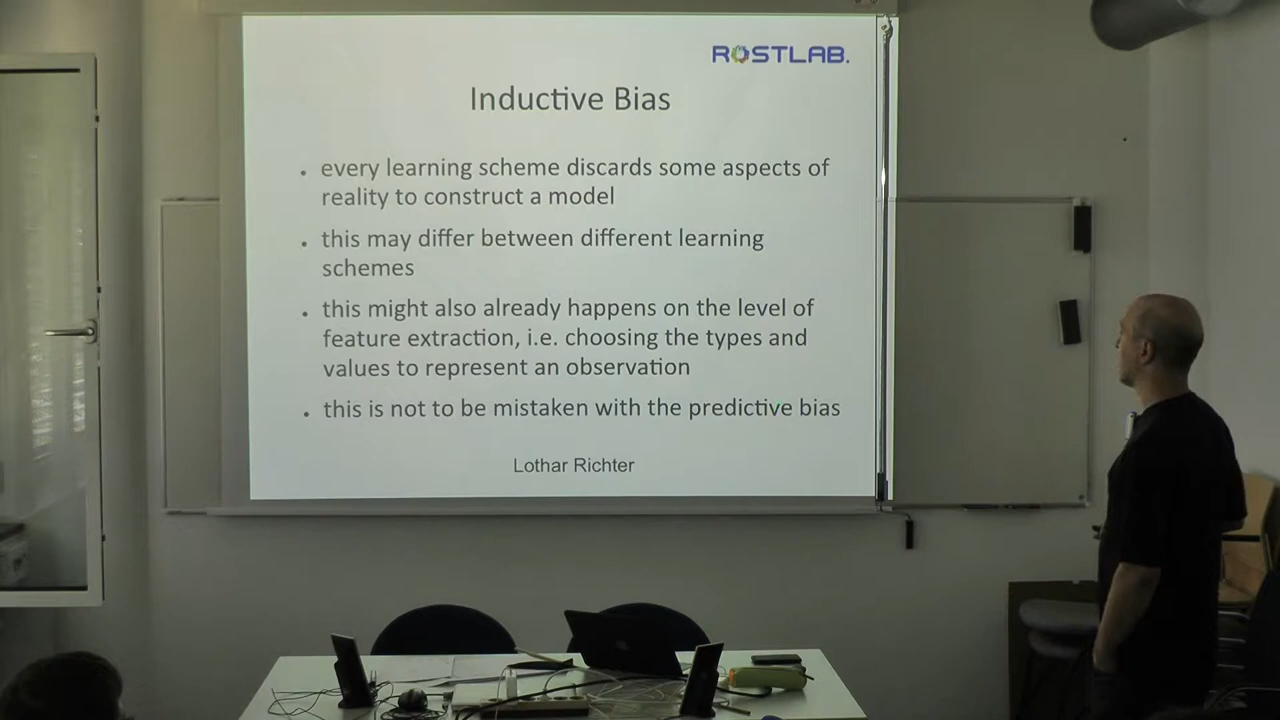 ROSTLAB.
Inductive Bias
• every learning scheme discards some aspects of
reality to construct a model
• this may differ between different learning
schemes
• this might also already happens on the level of
feature extraction, i.e. choosing the types and
values to represent an observation
• this is not to be mistaken with the predictive bias
Lothar Richter